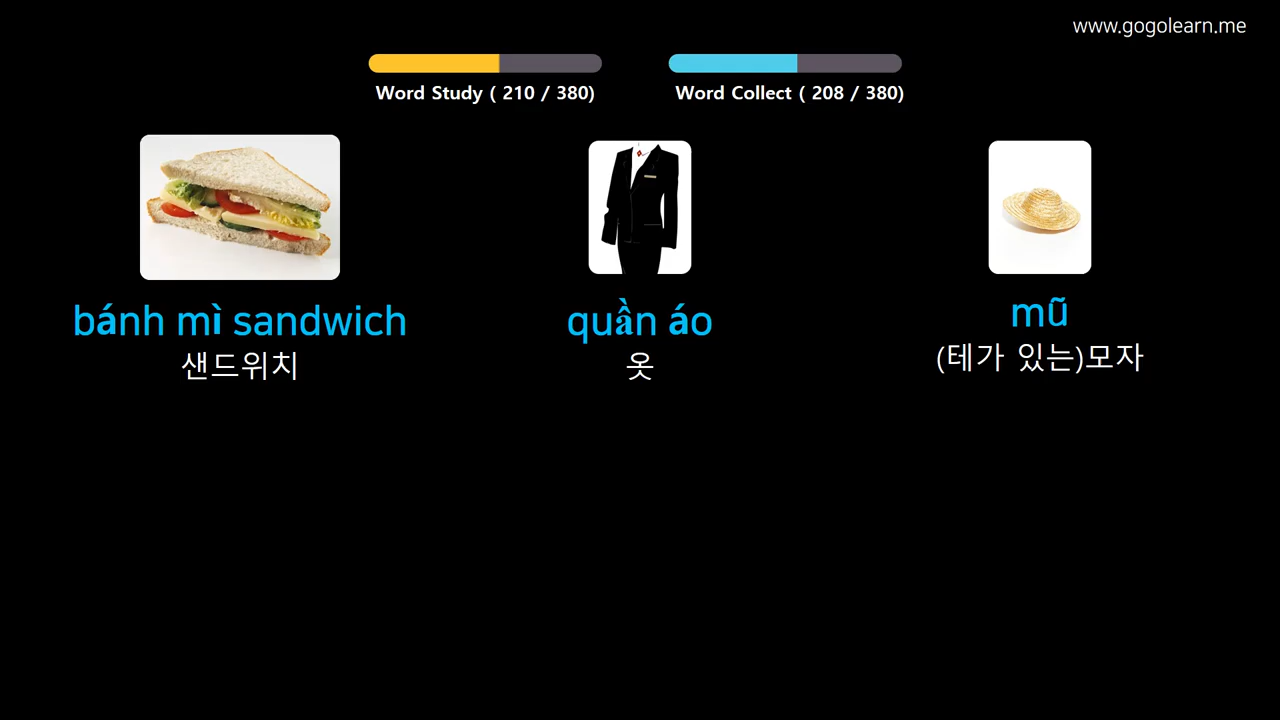 www.gogolearn.me
Word Study ( 210 / 380)
Word Collect ( 208 / 380)
bánh mì sandwich
샌드위치
quần áo
옷
mũ
(테가 있는)모자